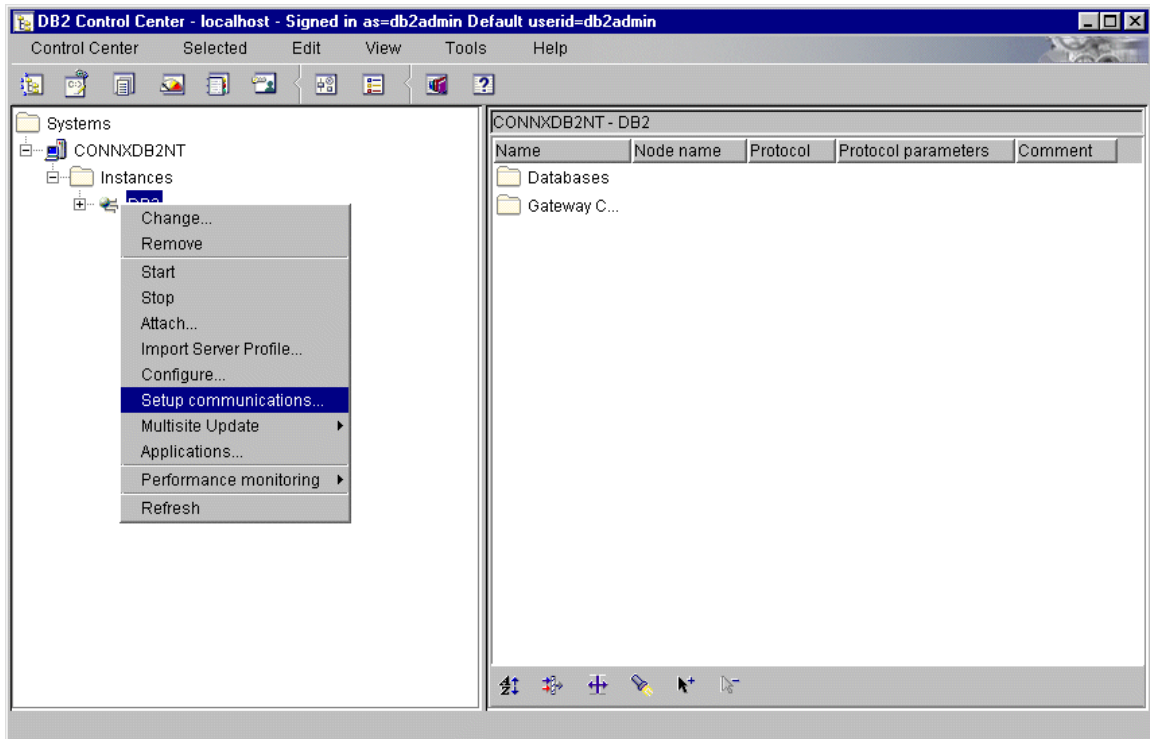 DB2 Control Center - localhost - Signed in as=db2admin Default userid=db2admin
Control Center Selected Edit View Tools Help
Systems
CONNXDB2NT
Instances
DB2
Change...
Remove
Start
Stop
Attach...
Import Server Profile...
Configure...
Setup communications...
Multisite Update
Applications...
Performance monitoring
Refresh
CONNXDB2NT - DB2
Name Node name Protocol Protocol parameters Comment
Databases
Gateway C...